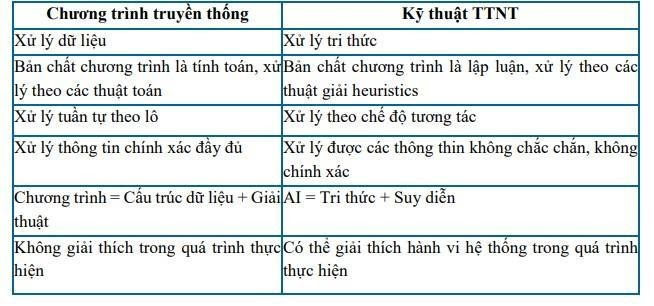 Chương trình truyền thống
Kỹ thuật TTNT
Xử lý dữ liệu
Xử lý tri thức
Bản chất chương trình là tính toán, xử
lý theo các thuật toán
Bản chất chương trình là lập luận, xử lý theo các
thuật giải heuristics
Xử lý tuần tự theo lô
Xử lý theo chế độ tương tác
Xử lý thông tin chính xác đầy đủ
Xử lý được các thông thin không chắc chắn, không
chính xác
Chương trình = Cấu trúc dữ liệu + Giải
thuật
AI = Tri thức + Suy diễn
Không giải thích trong quá trình thực
hiện
Có thể giải thích hành vi hệ thống trong quá trình
thực hiện